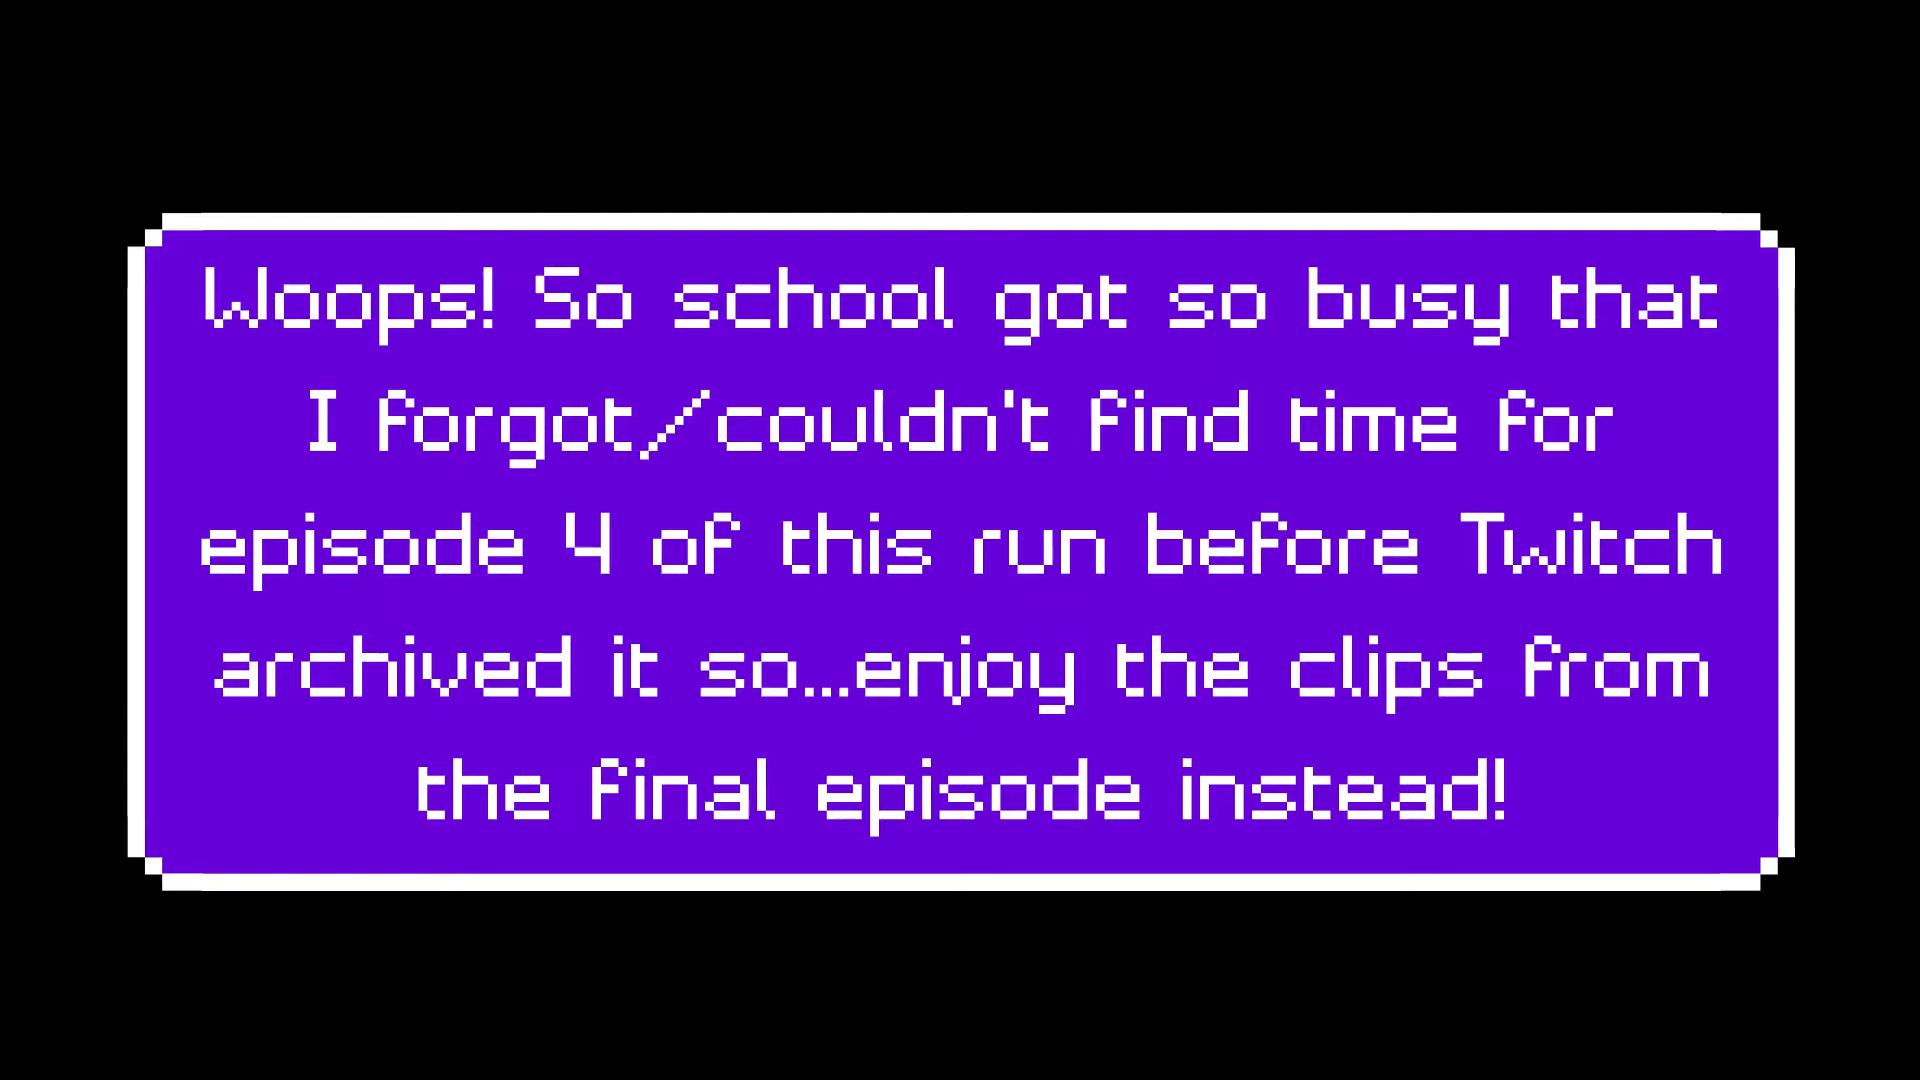 Woops! So school got so busy that
I forgot/couldn't find time for
episode 4 of this run before Twitch
archived it so...enjoy the clips from
the final episode instead!